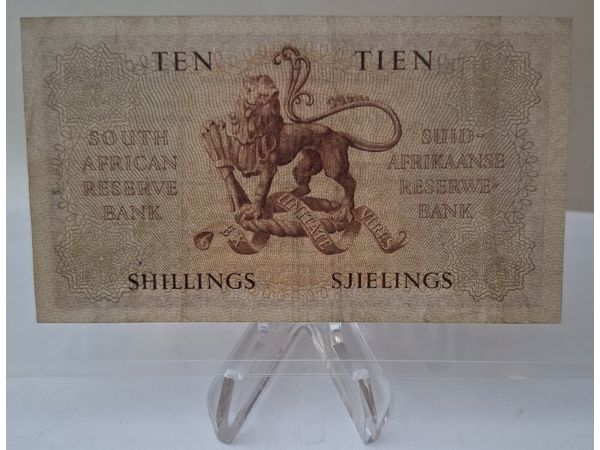 TEN TIEN
SOUTH
AFRICAN
RESERVE
BANK
SUID-
AFRIKAANSE
RESERWE-
BANK
EX UNITATE VIRES
SHILLINGS SJIELINGS